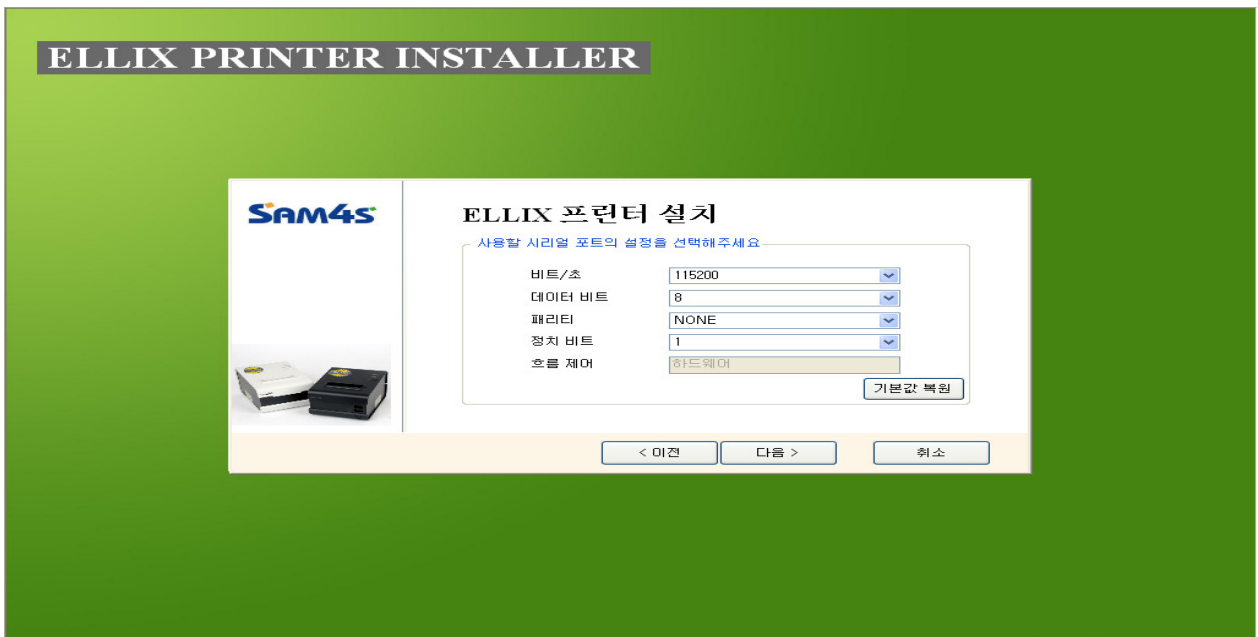 ELLIX PRINTER INSTALLER
SAM4S
ELLIX 프린터 설치
사용할 시리얼 포트의 설정을 선택해주세요
비트/초 115200
데이터 비트 8
패리티 NONE
정치 비트 1
흐름 제어 하드웨어
기본값 복원
< 이전 다음 > 취소